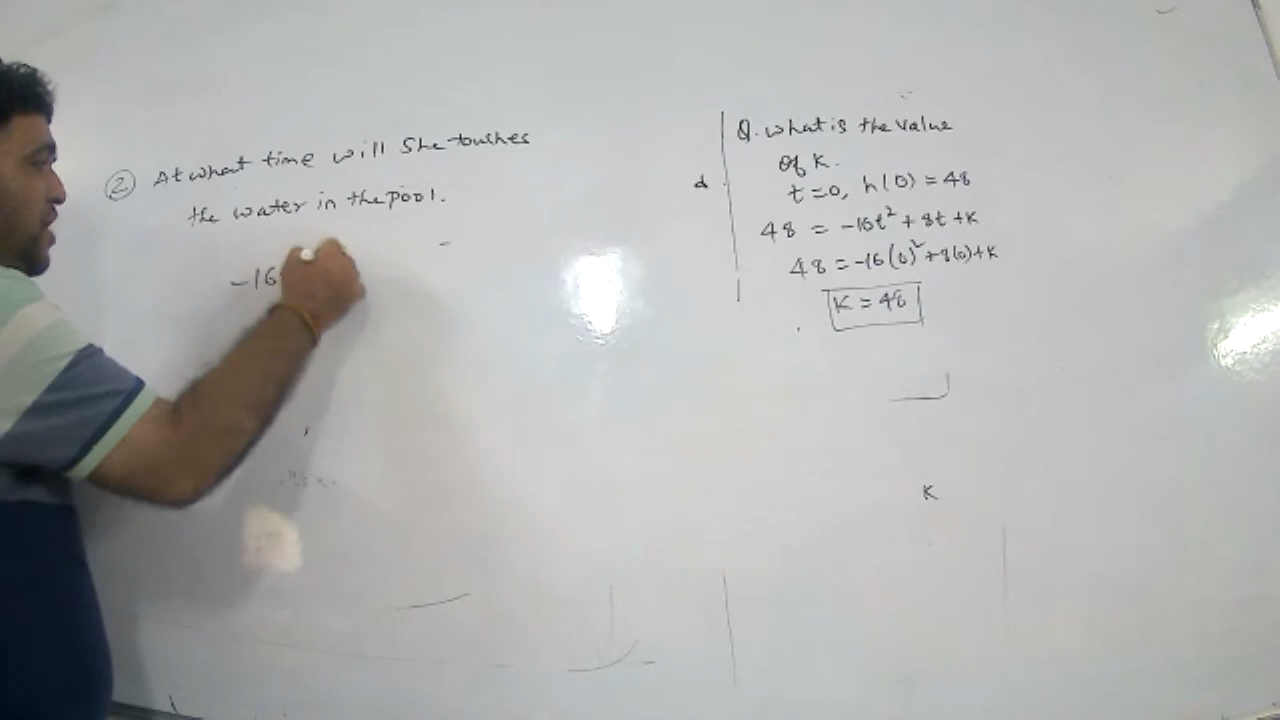 ② At what time will She toushes
the water in the pool.
-16
Q. what is the value
of k.
t=0, h(0) = 48
48 = -16t² + 8t + k
48 = -16(0)² + 8(0) + k
K = 48
K